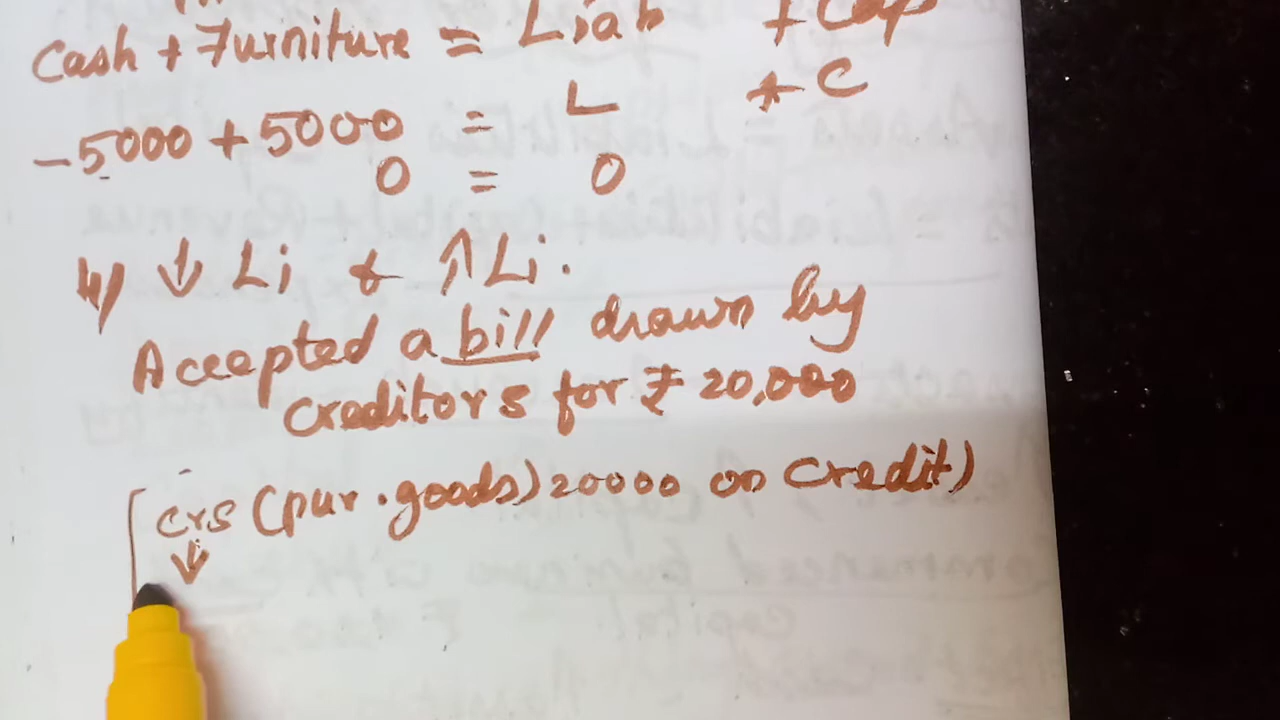 Cash + Furniture = Liab + Cap
L + C
-5000 + 5000 =
0 = 0
4) ↓ Li & ↑ Li.
Accepted a bill drawn by
creditors for ₹ 20,000
[crs (pur. goods) 20000 on credit)
↓